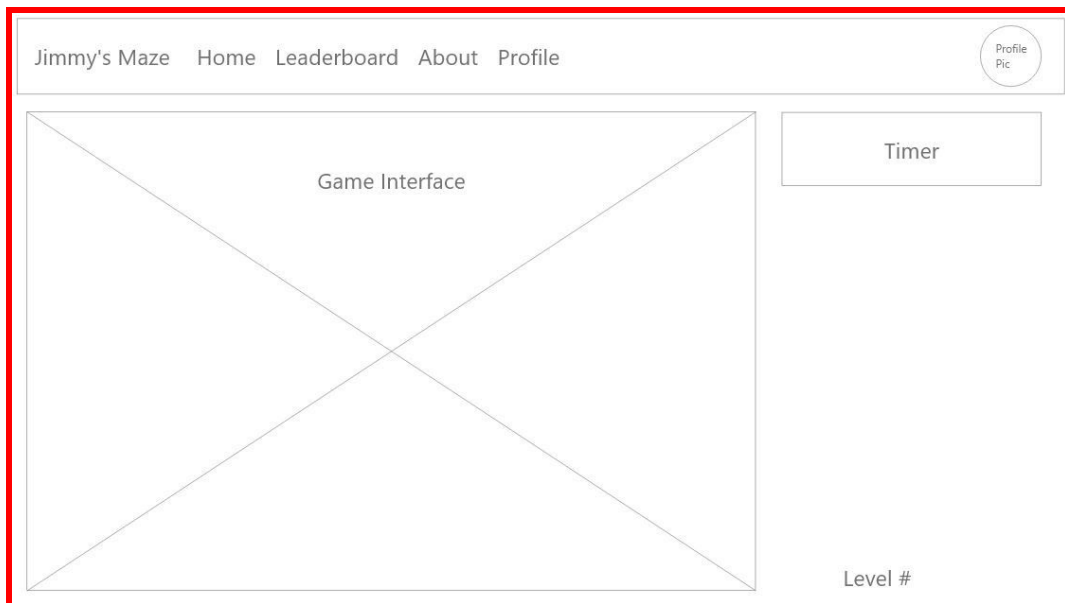 Jimmy's Maze Home Leaderboard About Profile
Profile
Pic
Game Interface
Timer
Level #